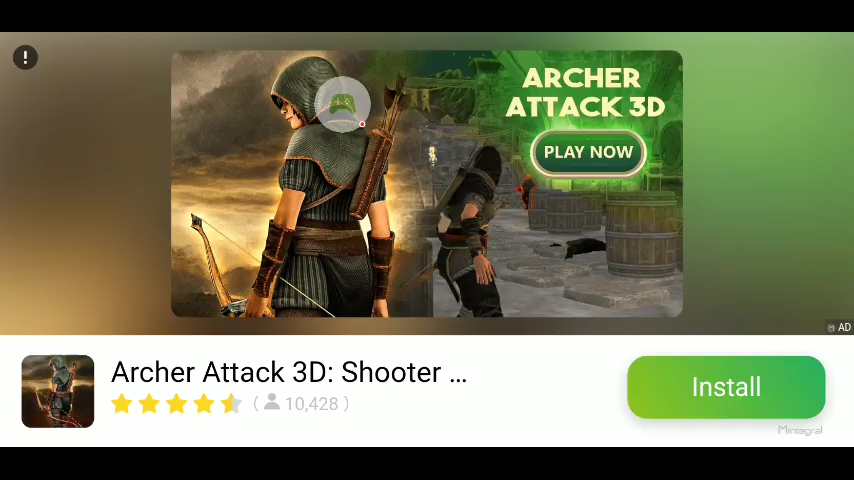 !
ARCHER
ATTACK 3D
PLAY NOW
AD
Archer Attack 3D: Shooter ...
( 10,428 )
Install
Mintegral